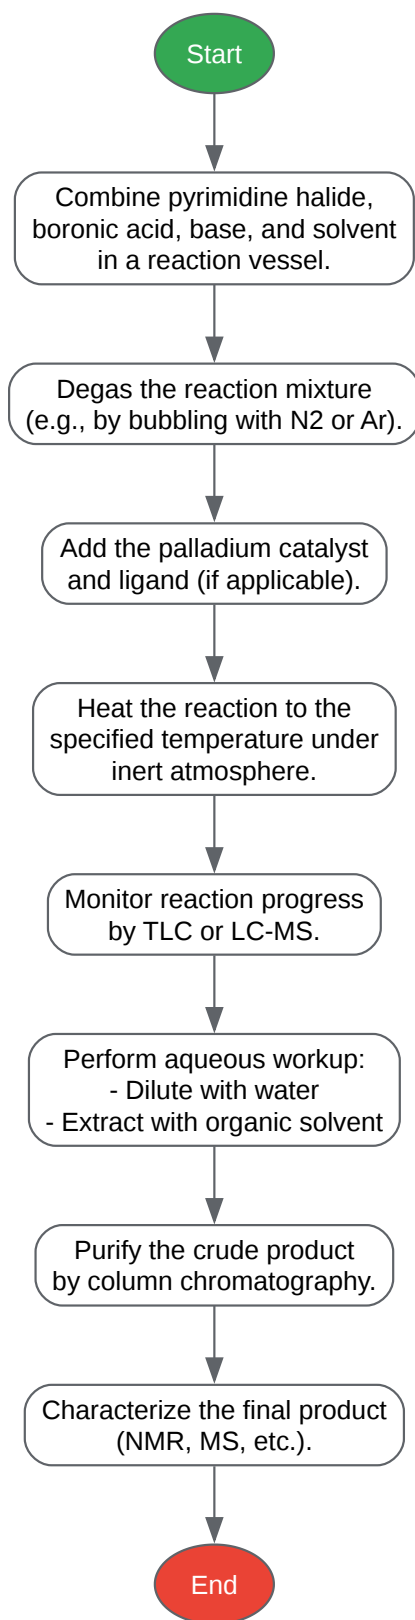 Start
Combine pyrimidine halide,
boronic acid, base, and solvent
in a reaction vessel.
Degas the reaction mixture
(e.g., by bubbling with N2 or Ar).
Add the palladium catalyst
and ligand (if applicable).
Heat the reaction to the
specified temperature under
inert atmosphere.
Monitor reaction progress
by TLC or LC-MS.
Perform aqueous workup:
- Dilute with water
- Extract with organic solvent
Purify the crude product
by column chromatography.
Characterize the final product
(NMR, MS, etc.).
End